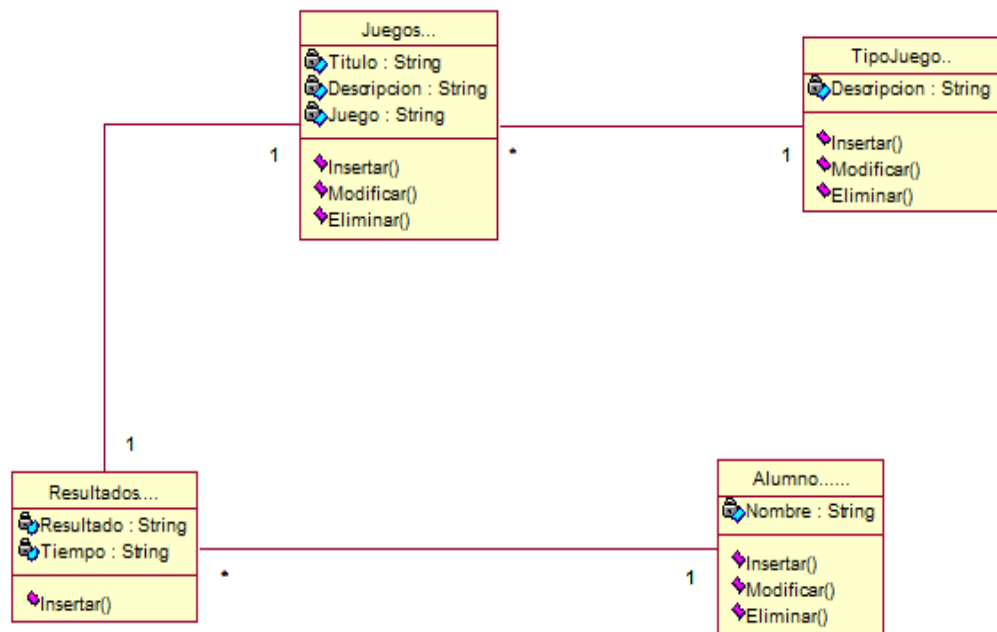 Juegos...
Titulo : String
Descripcion : String
Juego : String
Insertar()
Modificar()
Eliminar()
TipoJuego..
Descripcion : String
Insertar()
Modificar()
Eliminar()
1
*
1
1
Resultados....
Resultado : String
Tiempo : String
Insertar()
*
1
Alumno......
Nombre : String
Insertar()
Modificar()
Eliminar()